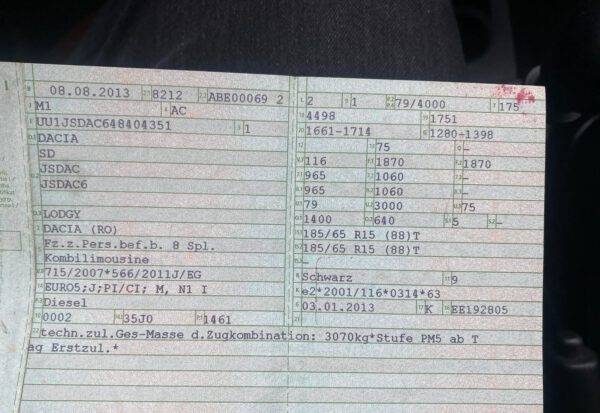 08.08.2013 8212 ABE00069 2
M1 AC
UU1JSDAC648404351 1
DACIA
SD
JSDAC
JSDAC6
LODGY
DACIA (RO)
Fz.z.Pers.bef.b. 8 Spl.
Kombilimousine
715/2007*566/2011J/EG
EURO5;J;PI/CI; M, N1 I
Diesel
0002 35J0 1461
2 1 79/4000 175
4498 1751
1661-1714 1280-1398
75 -
116 1870 1870
965 1060 -
965 1060 -
79 3000 75
1400 640 5 -
185/65 R15 (88)T
185/65 R15 (88)T
-
Schwarz 9
e2*2001/116*0314*63
03.01.2013 K EE192805
techn.zul.Ges-Masse d.Zugkombination: 3070kg*Stufe PM5 ab T
ag Erstzul.*